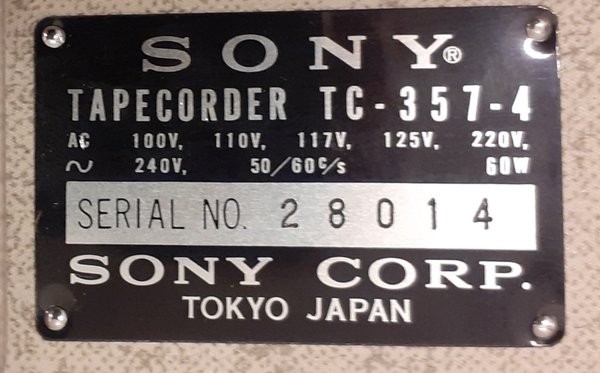 SONY®
TAPECORDER TC-357-4
AC 100V, 110V, 117V, 125V, 220V,
~ 240V, 50/60c/s 60W
SERIAL NO. 28014
SONY CORP.
TOKYO JAPAN